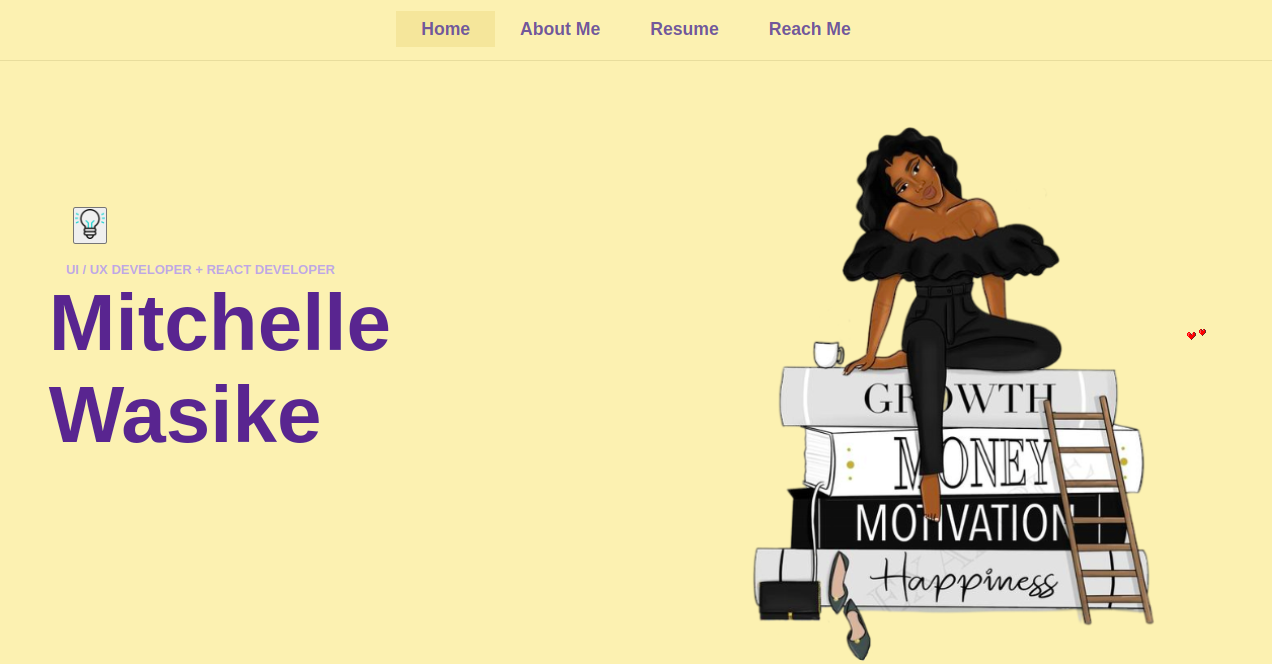 Home About Me Resume Reach Me
UI / UX DEVELOPER + REACT DEVELOPER
Mitchelle
Wasike
GROWTH
MONEY
MOTIVATION
Happiness